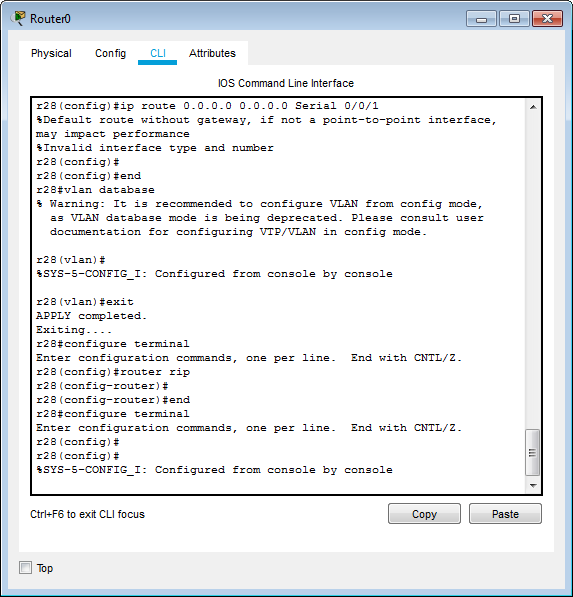 Router0
Physical Config CLI Attributes
IOS Command Line Interface
r28(config)#ip route 0.0.0.0 0.0.0.0 Serial 0/0/1
%Default route without gateway, if not a point-to-point interface,
may impact performance
%Invalid interface type and number
r28(config)#
r28(config)#end
r28#vlan database
% Warning: It is recommended to configure VLAN from config mode,
as VLAN database mode is being deprecated. Please consult user
documentation for configuring VTP/VLAN in config mode.
r28(vlan)#
%SYS-5-CONFIG_I: Configured from console by console
r28(vlan)#exit
APPLY completed.
Exiting....
r28#configure terminal
Enter configuration commands, one per line.  End with CNTL/Z.
r28(config)#router rip
r28(config-router)#
r28(config-router)#end
r28#configure terminal
Enter configuration commands, one per line.  End with CNTL/Z.
r28(config)#
r28(config)#
%SYS-5-CONFIG_I: Configured from console by console
Ctrl+F6 to exit CLI focus
Copy Paste
Top